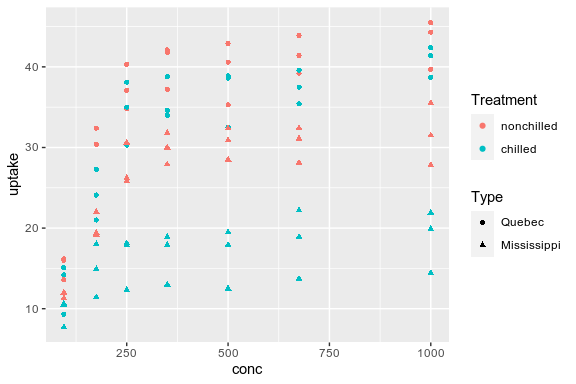 uptake
40
30
20
10
250
500
750
1000
conc
Treatment
nonchilled
chilled
Type
Quebec
Mississippi